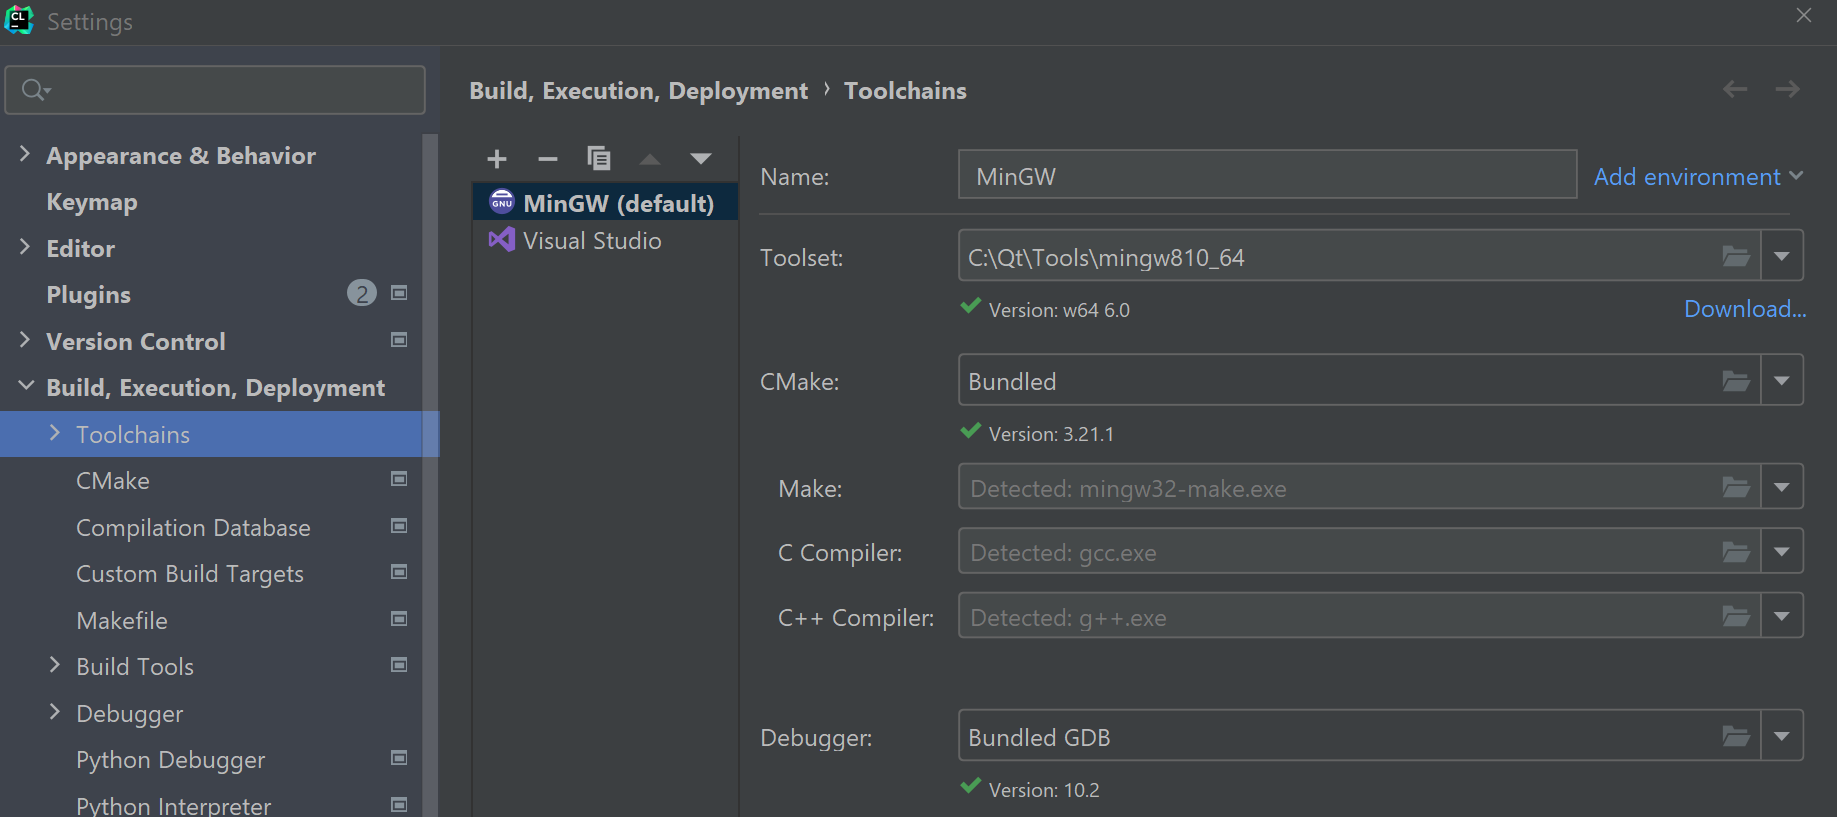 CL
Settings
Build, Execution, Deployment › Toolchains
Appearance & Behavior
Keymap
Editor
Plugins 2
Version Control
Build, Execution, Deployment
Toolchains
CMake
Compilation Database
Custom Build Targets
Makefile
Build Tools
Debugger
Python Debugger
Python Interpreter
GNU MinGW (default)
Visual Studio
Name: MinGW Add environment
Toolset: C:\Qt\Tools\mingw810_64
Version: w64 6.0 Download...
CMake: Bundled
Version: 3.21.1
Make: Detected: mingw32-make.exe
C Compiler: Detected: gcc.exe
C++ Compiler: Detected: g++.exe
Debugger: Bundled GDB
Version: 10.2